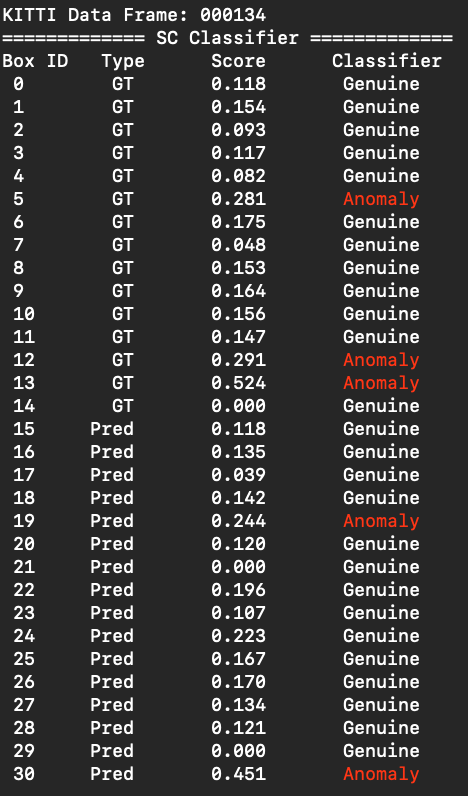 KITTI Data Frame: 000134
============= SC Classifier =============
Box ID Type Score Classifier
0 GT 0.118 Genuine
1 GT 0.154 Genuine
2 GT 0.093 Genuine
3 GT 0.117 Genuine
4 GT 0.082 Genuine
5 GT 0.281 Anomaly
6 GT 0.175 Genuine
7 GT 0.048 Genuine
8 GT 0.153 Genuine
9 GT 0.164 Genuine
10 GT 0.156 Genuine
11 GT 0.147 Genuine
12 GT 0.291 Anomaly
13 GT 0.524 Anomaly
14 GT 0.000 Genuine
15 Pred 0.118 Genuine
16 Pred 0.135 Genuine
17 Pred 0.039 Genuine
18 Pred 0.142 Genuine
19 Pred 0.244 Anomaly
20 Pred 0.120 Genuine
21 Pred 0.000 Genuine
22 Pred 0.196 Genuine
23 Pred 0.107 Genuine
24 Pred 0.223 Genuine
25 Pred 0.167 Genuine
26 Pred 0.170 Genuine
27 Pred 0.134 Genuine
28 Pred 0.121 Genuine
29 Pred 0.000 Genuine
30 Pred 0.451 Anomaly